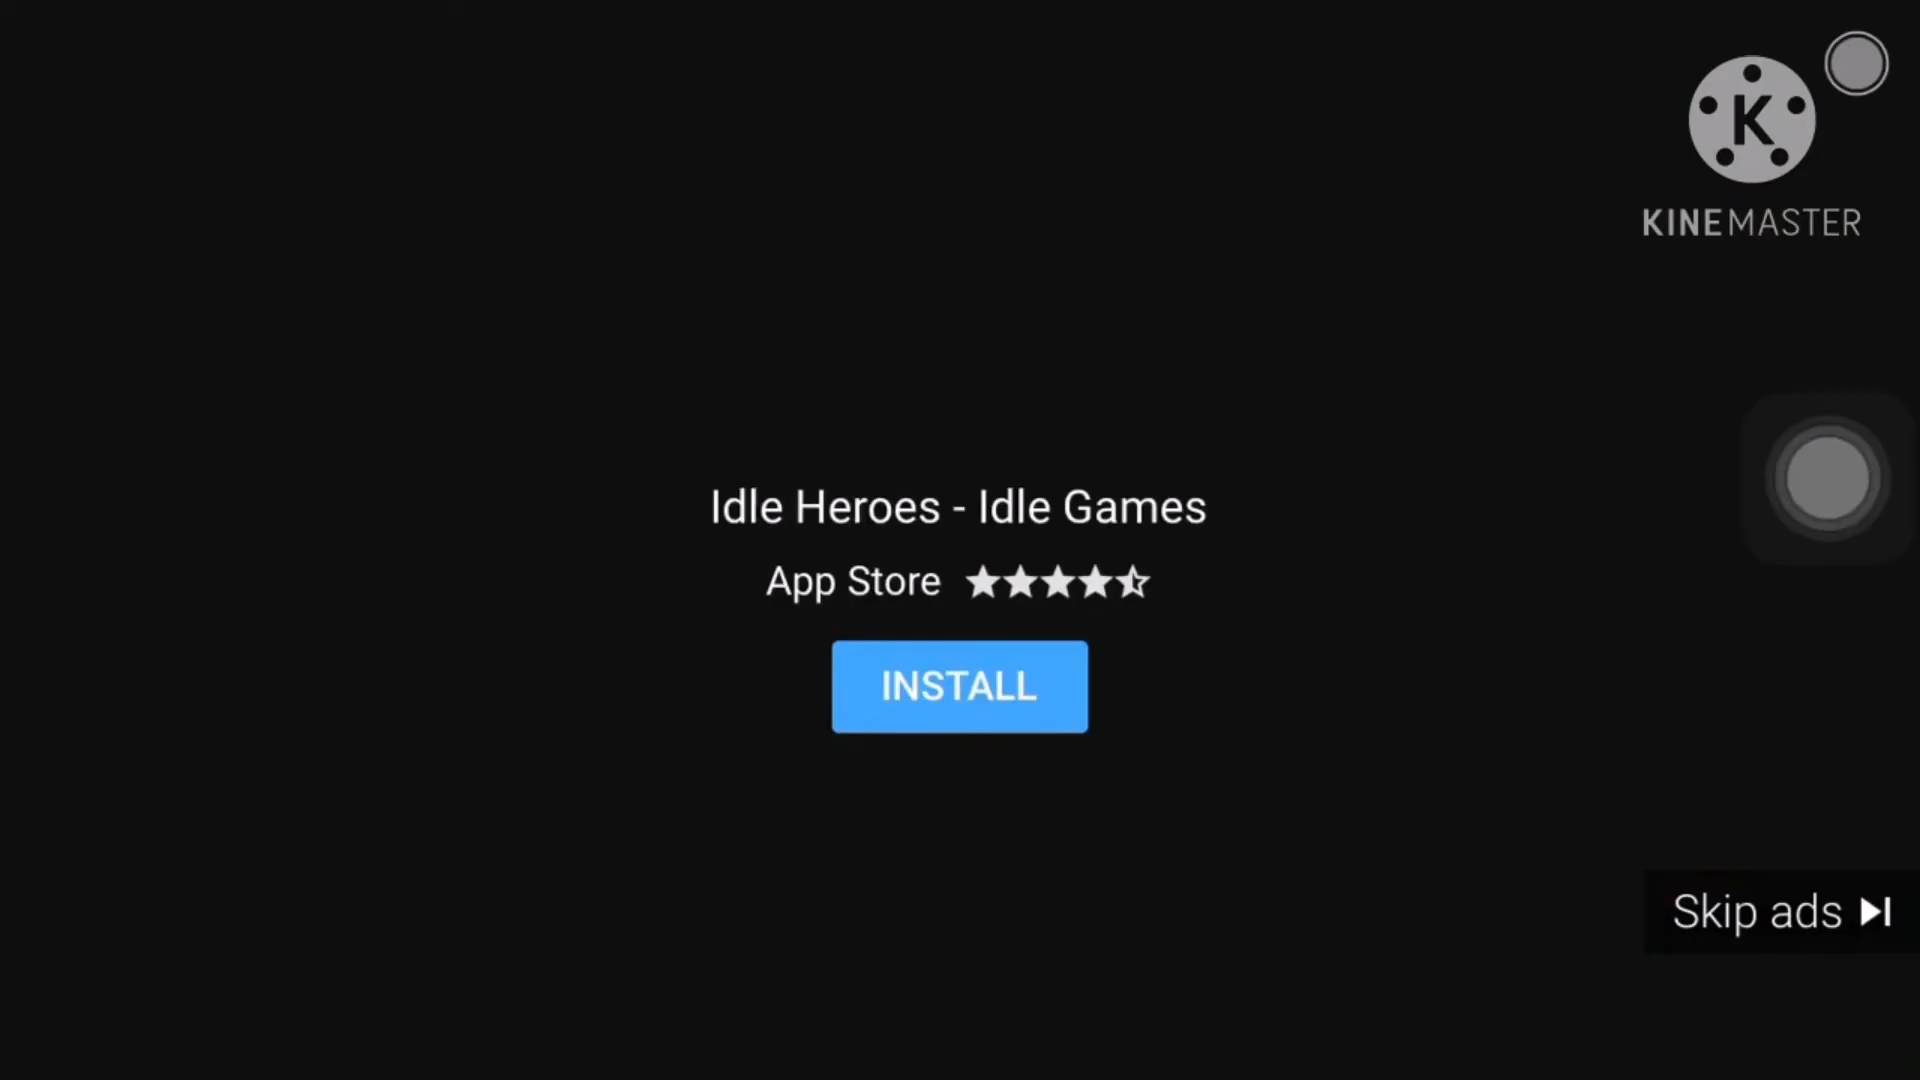 K
KINEMASTER
Idle Heroes - Idle Games
App Store
INSTALL
Skip ads